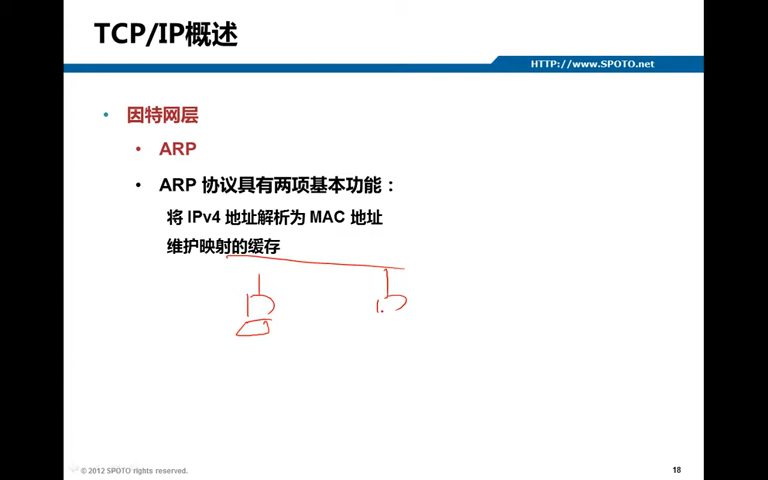 TCP/IP概述
HTTP://www.SPOTO.net
• 因特网层
• ARP
• ARP 协议具有两项基本功能：
将 IPv4 地址解析为 MAC 地址
维护映射的缓存
© 2012 SPOTO rights reserved.
18